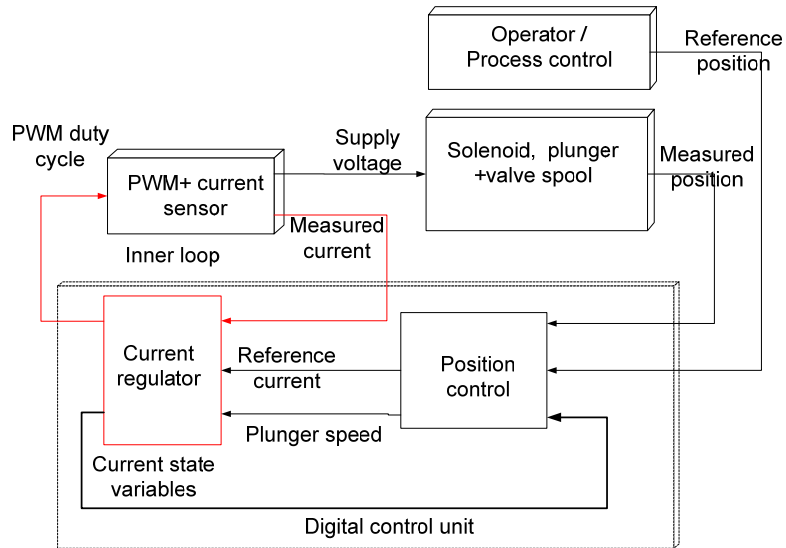 Operator /
Process control
Reference
position
PWM duty
cycle
PWM+ current
sensor
Supply
voltage
Solenoid, plunger
+valve spool
Measured
position
Measured
current
Inner loop
Current
regulator
Reference
current
Position
control
Plunger speed
Current state
variables
Digital control unit